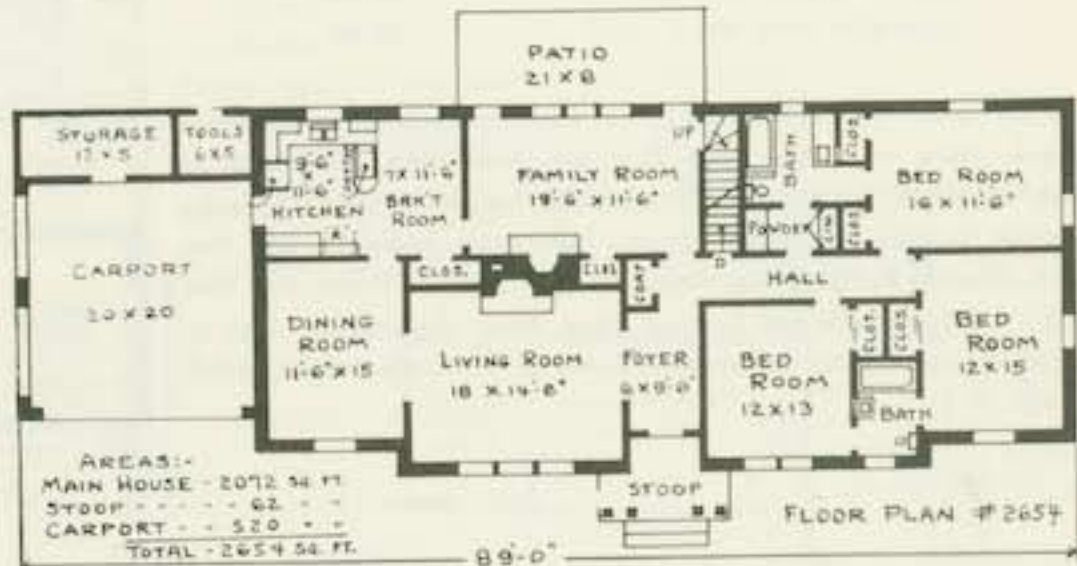 PATIO
21 X 8
STORAGE
12 X 5
TOOLS
6 X 5
9'-6"
X
11'-6"
KITCHEN
R
7 X 11'-6"
BRK'T
ROOM
FAMILY ROOM
19'-6" X 11'-6"
UP
BATH
CLOS.
BED ROOM
16 X 11'-6"
POWDER
LIN.
CLOS.
CARPORT
20 X 20
CLOS.
CLOS
COAT
D
HALL
DINING
ROOM
11'-6" X 15
LIVING ROOM
18 X 14'-8"
FOYER
BED
ROOM
12 X 13
CLOS.
CLOS.
BED
ROOM
12 X 15
BATH
STOOP
AREAS:-
MAIN HOUSE - 2072 SQ FT
STOOP - - - - - 62 " "
CARPORT - - - 520 " "
TOTAL - 2654 SQ. FT.
FLOOR PLAN # 2654
89'-0"